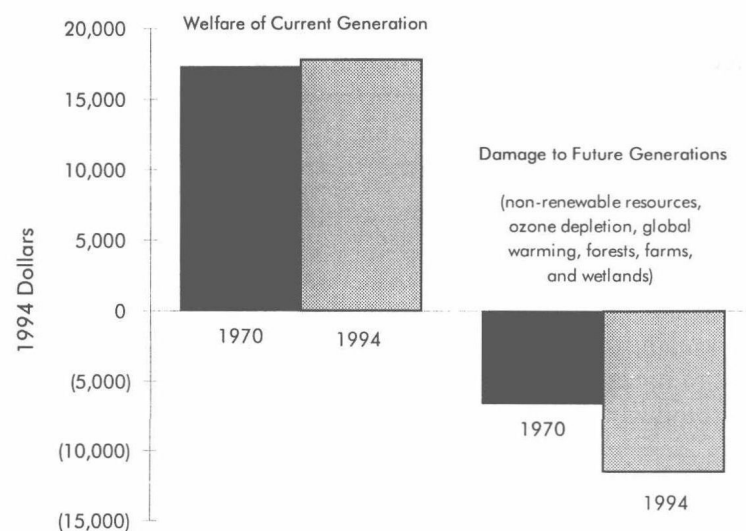 Welfare of Current Generation
20,000
15,000
10,000
5,000
0
(5,000)
(10,000)
(15,000)
1994 Dollars
1970
1994
Damage to Future Generations
(non-renewable resources,
ozone depletion, global
warming, forests, farms,
and wetlands)
1970
1994